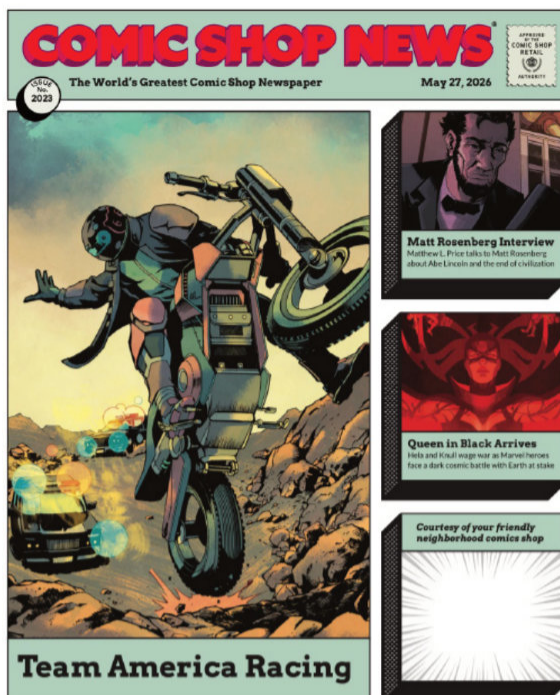 COMIC SHOP NEWS®
The World's Greatest Comic Shop Newspaper
May 27, 2026
APPROVED
BY THE
COMIC SHOP
RETAIL
AUTHORITY
ISSUE
No.
2023
Matt Rosenberg Interview
Matthew L. Price talks to Matt Rosenberg
about Abe Lincoln and the end of civilization
Queen in Black Arrives
Hela and Knull wage war as Marvel heroes
face a dark cosmic battle with Earth at stake
Courtesy of your friendly
neighborhood comics shop
Team America Racing